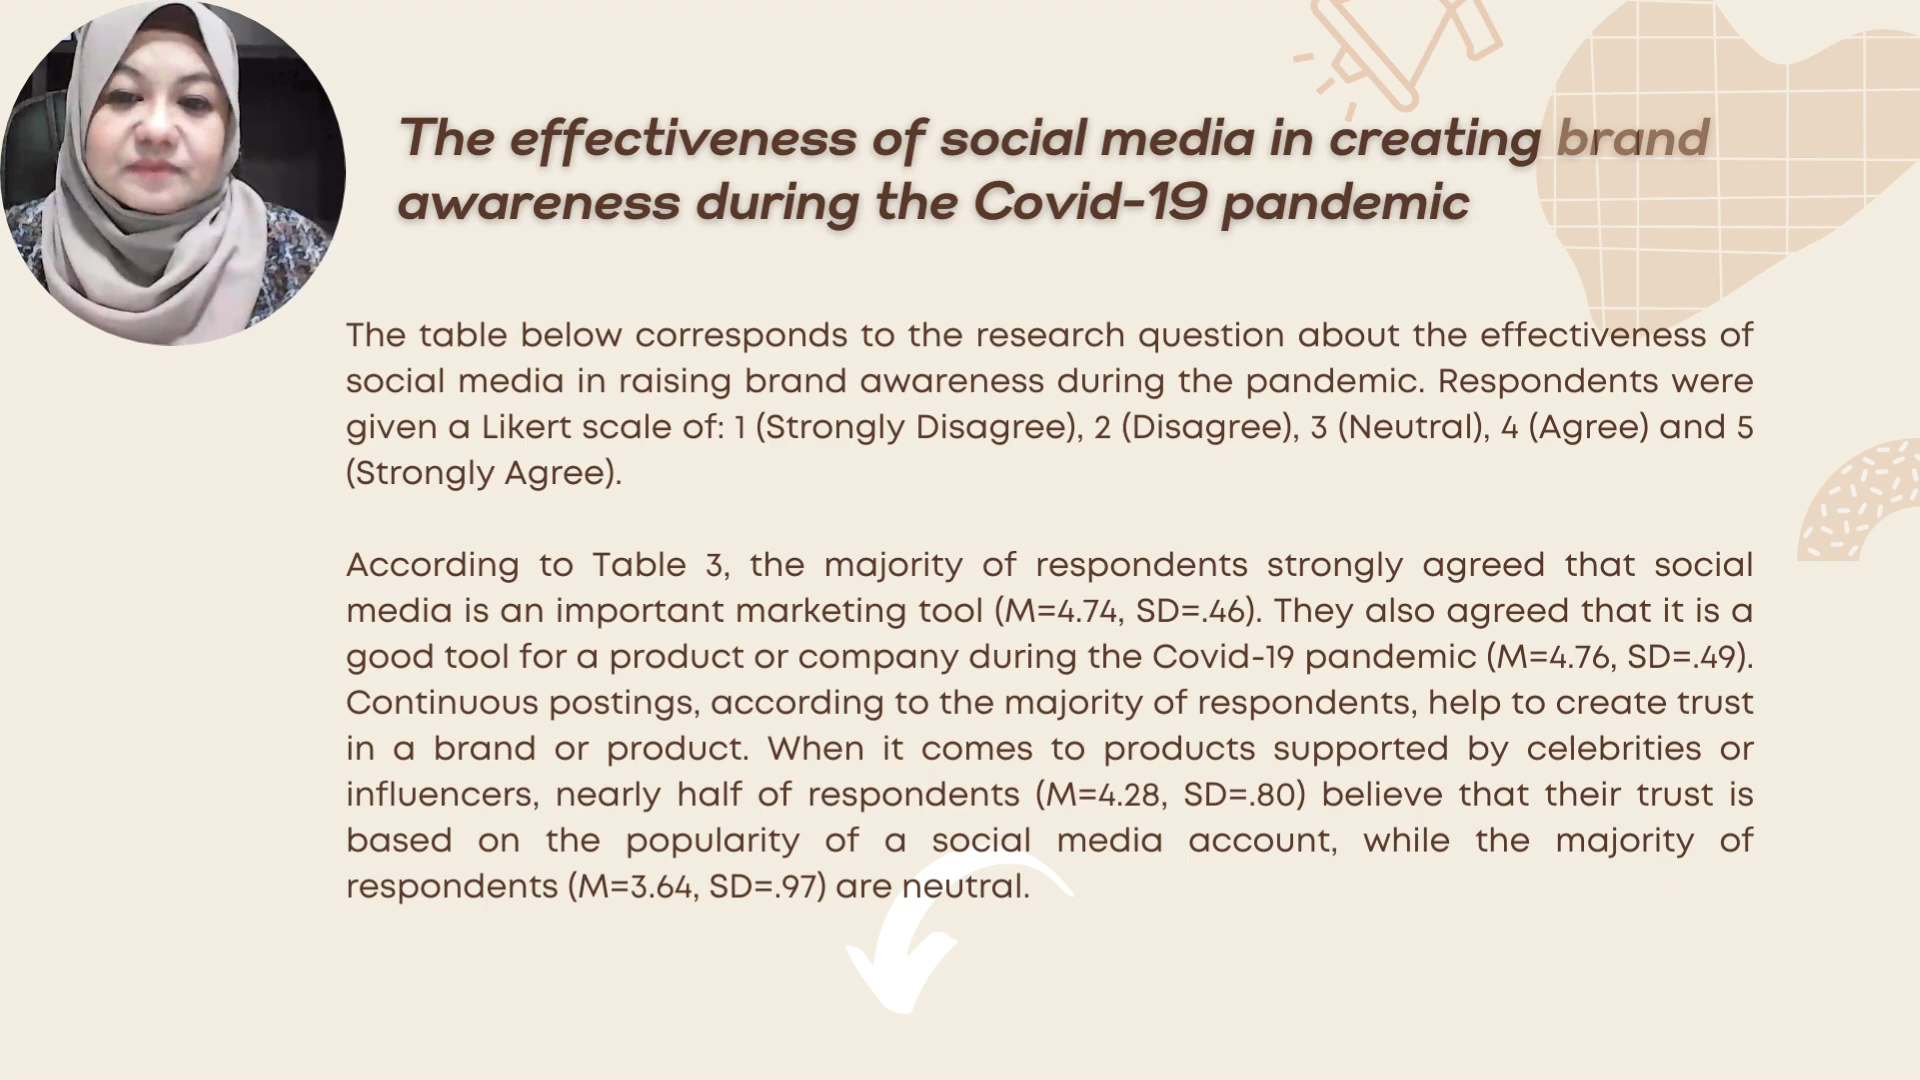 The effectiveness of social media in creating brand
awareness during the Covid-19 pandemic
The table below corresponds to the research question about the effectiveness of
social media in raising brand awareness during the pandemic. Respondents were
given a Likert scale of: 1 (Strongly Disagree), 2 (Disagree), 3 (Neutral), 4 (Agree) and 5
(Strongly Agree).
According to Table 3, the majority of respondents strongly agreed that social
media is an important marketing tool (M=4.74, SD=.46). They also agreed that it is a
good tool for a product or company during the Covid-19 pandemic (M=4.76, SD=.49).
Continuous postings, according to the majority of respondents, help to create trust
in a brand or product. When it comes to products supported by celebrities or
influencers, nearly half of respondents (M=4.28, SD=.80) believe that their trust is
based on the popularity of a social media account, while the majority of
respondents (M=3.64, SD=.97) are neutral.